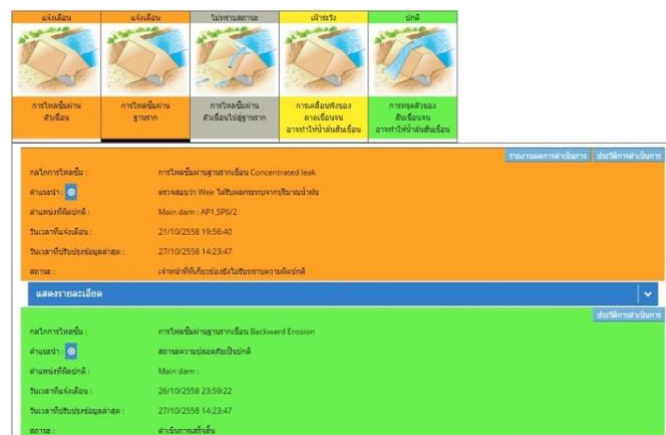 แจ้งเตือน
แจ้งเตือน
ไม่ทราบสถานะ
เฝ้าระวัง
ปกติ
การไหลซึมผ่าน
ตัวเขื่อน
การไหลซึมผ่าน
ฐานราก
การไหลซึมผ่าน
ตัวเขื่อนไปสู่ฐานราก
การเคลื่อนพังของ
ลาดเขื่อนจน
อาจทำให้น้ำล้นสันเขื่อน
การทรุดตัวของ
สันเขื่อนจน
อาจทำให้น้ำล้นสันเขื่อน
รายงานผลการดำเนินการ ประวัติการดำเนินการ
กลไกการไหลซึม : การไหลซึมผ่านฐานรากเขื่อน Concentrated leak
คำแนะนำ : ตรวจสอบว่า Weir ได้รับผลกระทบจากปริมาณน้ำฝน
ตำแหน่งที่ผิดปกติ : Main dam : AP1,SP6/2
วันเวลาที่แจ้งเตือน : 21/10/2558 19:56:40
วันเวลาที่ปรับปรุงข้อมูลล่าสุด : 27/10/2558 14:23:47
สถานะ : เจ้าหน้าที่ที่เกี่ยวข้องยังไม่รับทราบความผิดปกติ
แสดงรายละเอียด
ประวัติการดำเนินการ
กลไกการไหลซึม : การไหลซึมผ่านฐานรากเขื่อน Backward Erosion
คำแนะนำ : สถานะความปลอดภัยเป็นปกติ
ตำแหน่งที่ผิดปกติ : Main dam :
วันเวลาที่แจ้งเตือน : 26/10/2558 23:59:22
วันเวลาที่ปรับปรุงข้อมูลล่าสุด : 27/10/2558 14:23:47
สถานะ : ดำเนินการเสร็จสิ้น